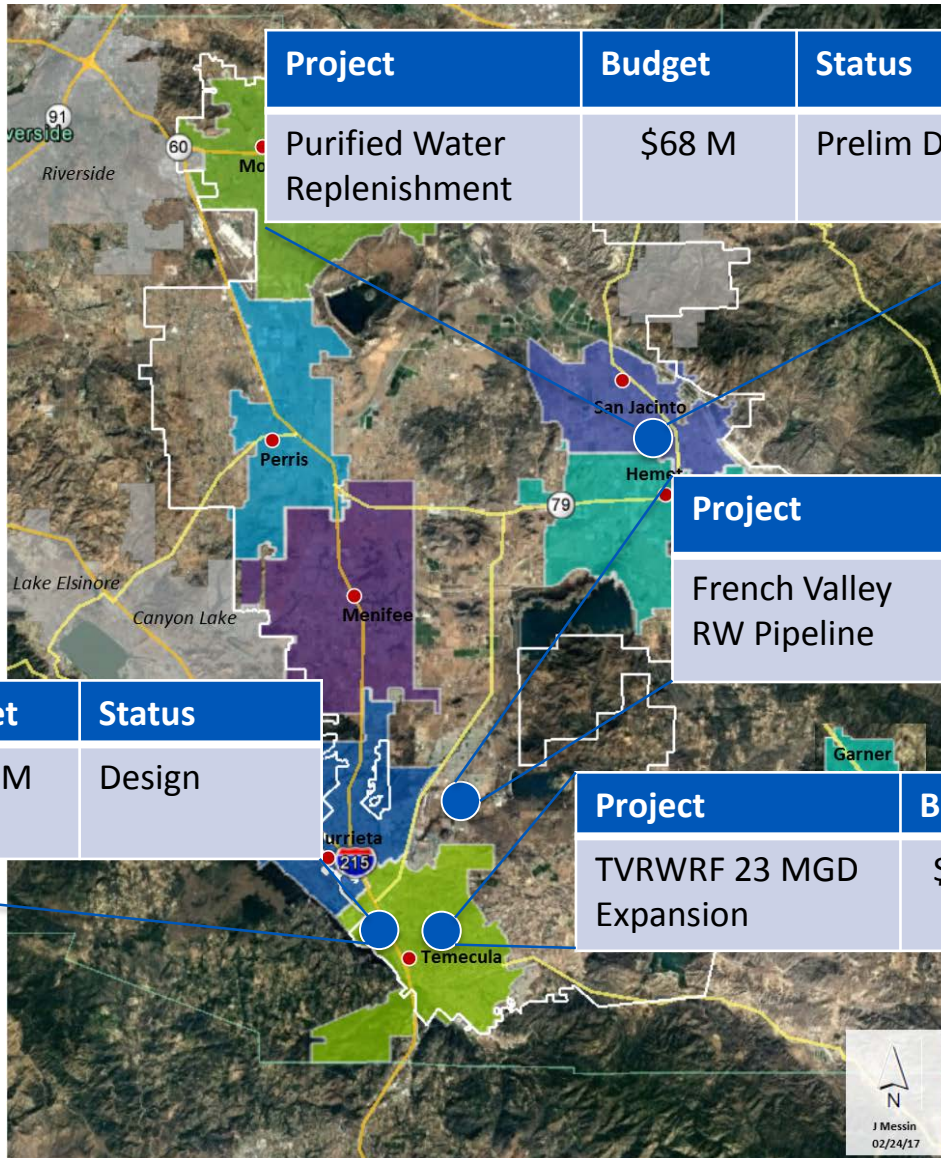 Project Budget Status
Purified Water $68 M Prelim D
Replenishment
91
verside
60
Mo
Riverside
San Jacinto
Perris
Hemet
79
Project
French Valley
RW Pipeline
Lake Elsinore
Canyon Lake
Menifee
et Status
M Design
Garner
urrieta
215
Project B
TVRWRF 23 MGD $
Expansion
Temecula
N
J Messin
02/24/17